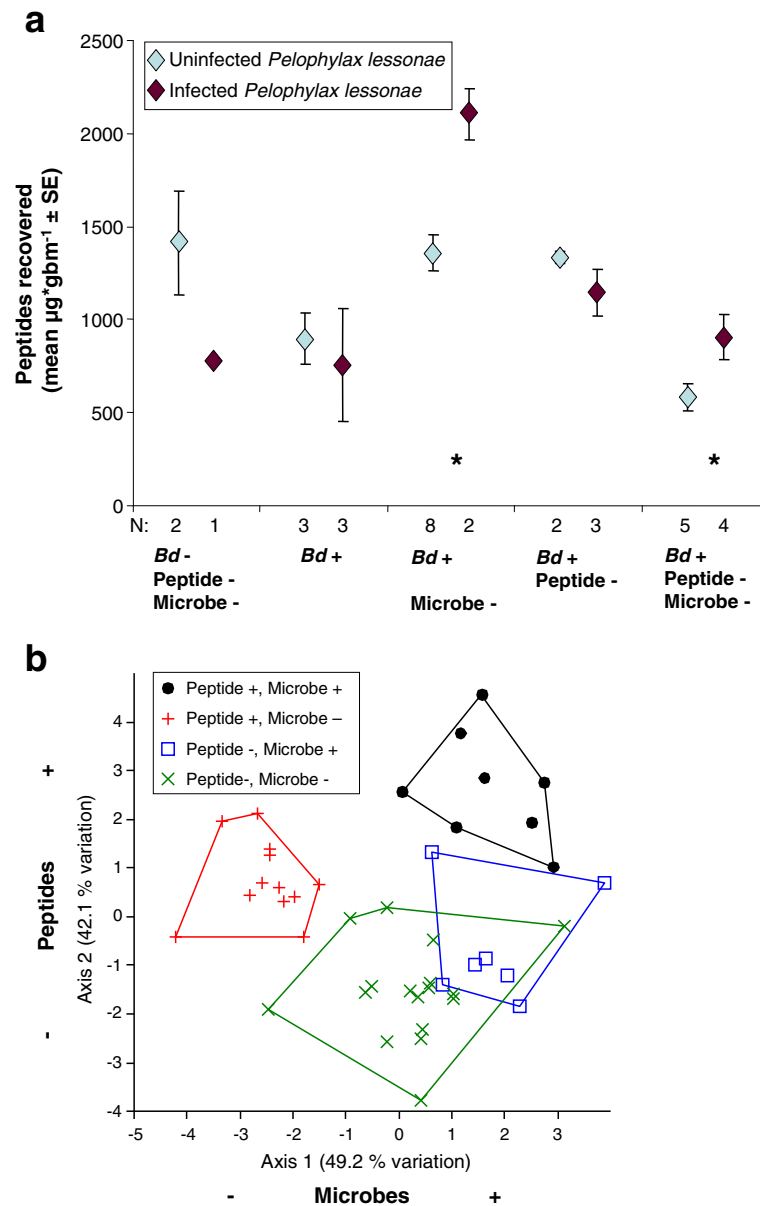 a
2500
2000
1500
1000
500
0
Peptides recovered
(mean µg*gbm⁻¹ ± SE)
Uninfected Pelophylax lessonae
Infected Pelophylax lessonae
*
*
N: 2 1 3 3 8 2 2 3 5 4
Bd - Bd + Bd + Bd + Bd +
Peptide - Peptide - Peptide -
Microbe - Microbe - Microbe -
b
Peptide +, Microbe +
Peptide +, Microbe –
Peptide -, Microbe +
Peptide-, Microbe -
4
3
2
1
0
-1
-2
-3
-4
- Peptides +
Axis 2 (42.1 % variation)
-5 -4 -3 -2 -1 0 1 2 3
Axis 1 (49.2 % variation)
- Microbes +